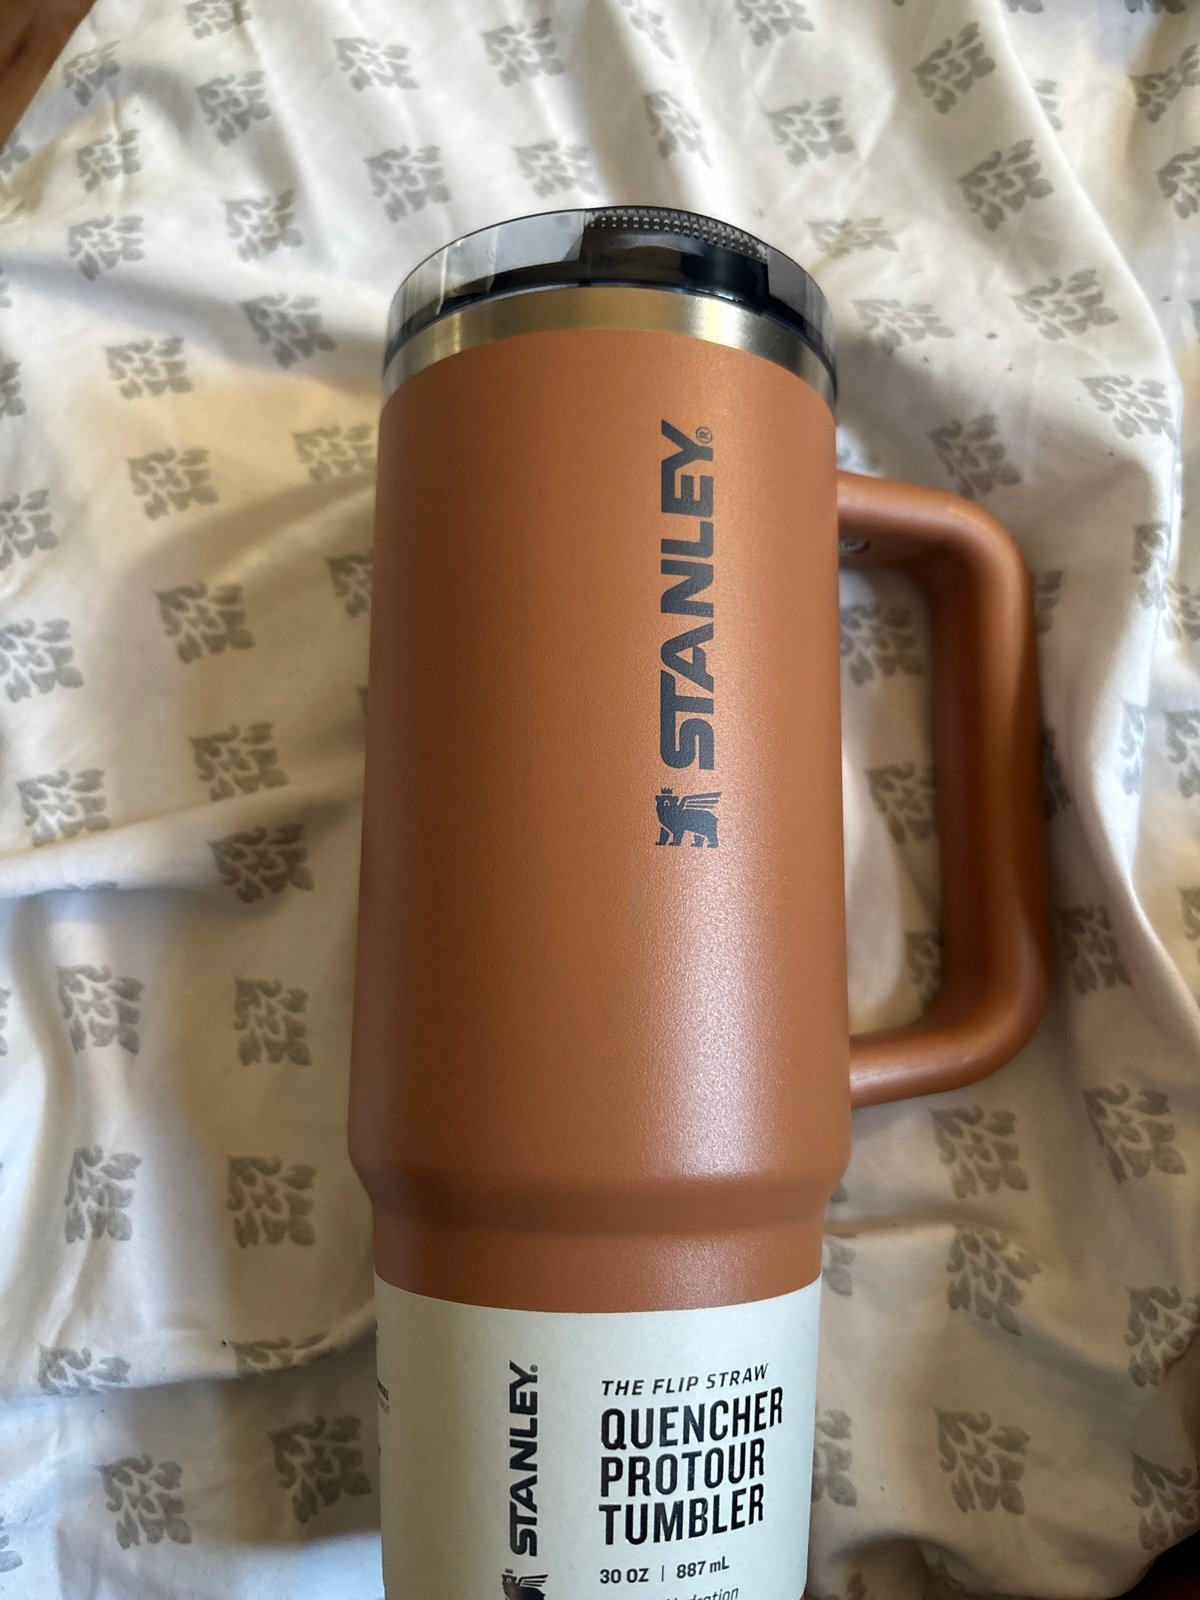 STANLEY®
STANLEY®
THE FLIP STRAW
QUENCHER
PROTOUR
TUMBLER
30 OZ | 887 mL